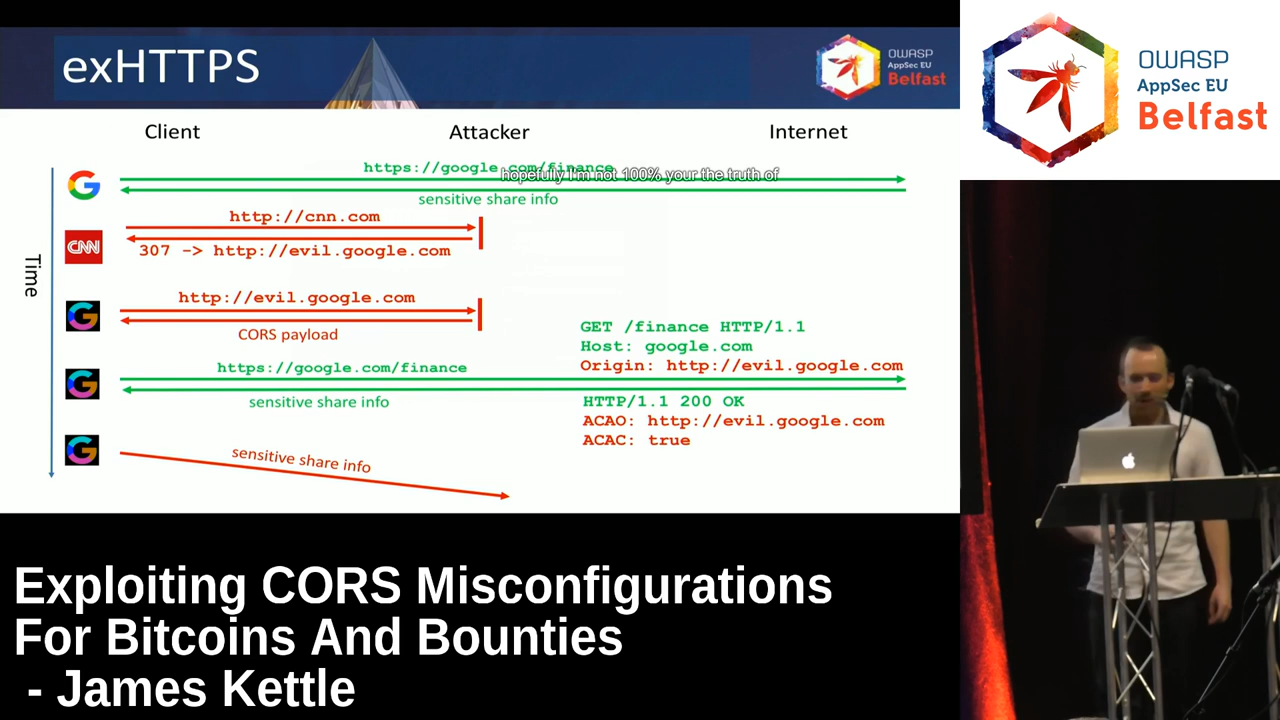 exHTTPS
OWASP
AppSec EU
Belfast
OWASP
AppSec EU
Belfast
Client
Attacker
Internet
https://google.com/finance
hopefully I'm not 100% your the truth of
sensitive share info
http://cnn.com
CNN
307 -> http://evil.google.com
Time
http://evil.google.com
CORS payload
GET /finance HTTP/1.1
Host: google.com
Origin: http://evil.google.com
https://google.com/finance
sensitive share info
HTTP/1.1 200 OK
ACAO: http://evil.google.com
ACAC: true
sensitive share info
Exploiting CORS Misconfigurations
For Bitcoins And Bounties
- James Kettle